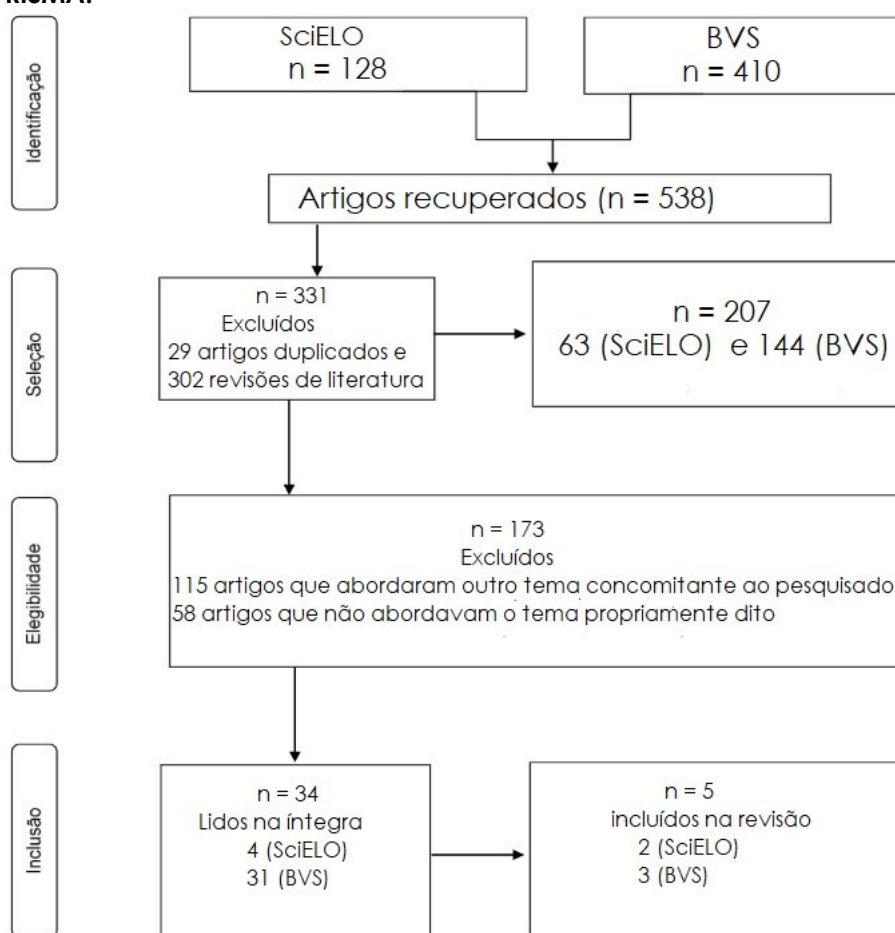 Identificação
SciELO
n = 128
BVS
n = 410
Artigos recuperados (n = 538)
Seleção
n = 331
Excluídos
29 artigos duplicados e
302 revisões de literatura
n = 207
63 (SciELO) e 144 (BVS)
Elegibilidade
n = 173
Excluídos
115 artigos que abordaram outro tema concomitante ao pesquisado
58 artigos que não abordavam o tema propriamente dito
Inclusão
n = 34
Lidos na íntegra
4 (SciELO)
31 (BVS)
n = 5
incluídos na revisão
2 (SciELO)
3 (BVS)